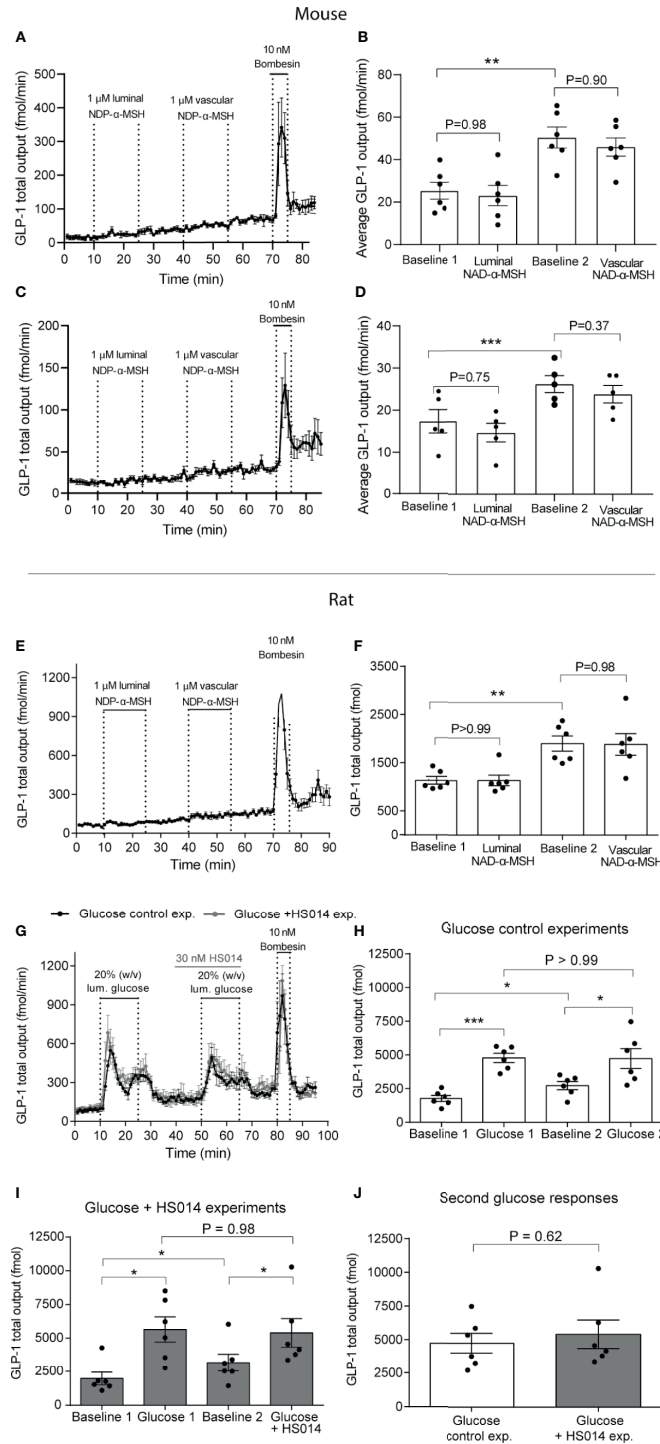 Mouse
A
500
400
300
200
100
0
GLP-1 total output (fmol/min)
1 µM luminal
NDP-α-MSH
1 µM vascular
NDP-α-MSH
10 nM
Bombesin
0 10 20 30 40 50 60 70 80
Time (min)
B
80
60
40
20
0
Average GLP-1 output (fmol/min)
**
P=0.90
P=0.98
Baseline 1 Luminal NAD-α-MSH Baseline 2 Vascular NAD-α-MSH
C
200
150
100
50
0
GLP-1 total output (fmol/min)
1 µM luminal
NDP-α-MSH
1 µM vascular
NDP-α-MSH
10 nM
Bombesin
0 10 20 30 40 50 60 70 80
Time (min)
D
40
30
20
10
0
Average GLP-1 output (fmol/min)
P=0.37
***
P=0.75
Baseline 1 Luminal NAD-α-MSH Baseline 2 Vascular NAD-α-MSH
Rat
E
1200
900
600
300
0
GLP-1 total output (fmol/min)
1 µM luminal
NDP-α-MSH
1 µM vascular
NDP-α-MSH
10 nM
Bombesin
0 10 20 30 40 50 60 70 80 90
Time (min)
F
3500
2500
1500
500
0
GLP-1 total output (fmol)
P=0.98
**
P>0.99
Baseline 1 Luminal NAD-α-MSH Baseline 2 Vascular NAD-α-MSH
G
Glucose control exp. Glucose +HS014 exp.
1200
900
600
300
0
GLP-1 total output (fmol/min)
20% (w/v)
lum. glucose
30 nM HS014
20% (w/v)
lum. glucose
10 nM
Bombesin
0 10 20 30 40 50 60 70 80 90 100
Time (min)
H
Glucose control experiments
12500
10000
7500
5000
2500
0
GLP-1 total output (fmol)
P > 0.99
*
***
*
Baseline 1 Glucose 1 Baseline 2 Glucose 2
I
Glucose + HS014 experiments
12500
10000
7500
5000
2500
0
GLP-1 total output (fmol)
P = 0.98
*
*
*
Baseline 1 Glucose 1 Baseline 2 Glucose + HS014
J
Second glucose responses
12500
10000
7500
5000
2500
0
GLP-1 total output (fmol)
P = 0.62
Glucose control exp. Glucose + HS014 exp.